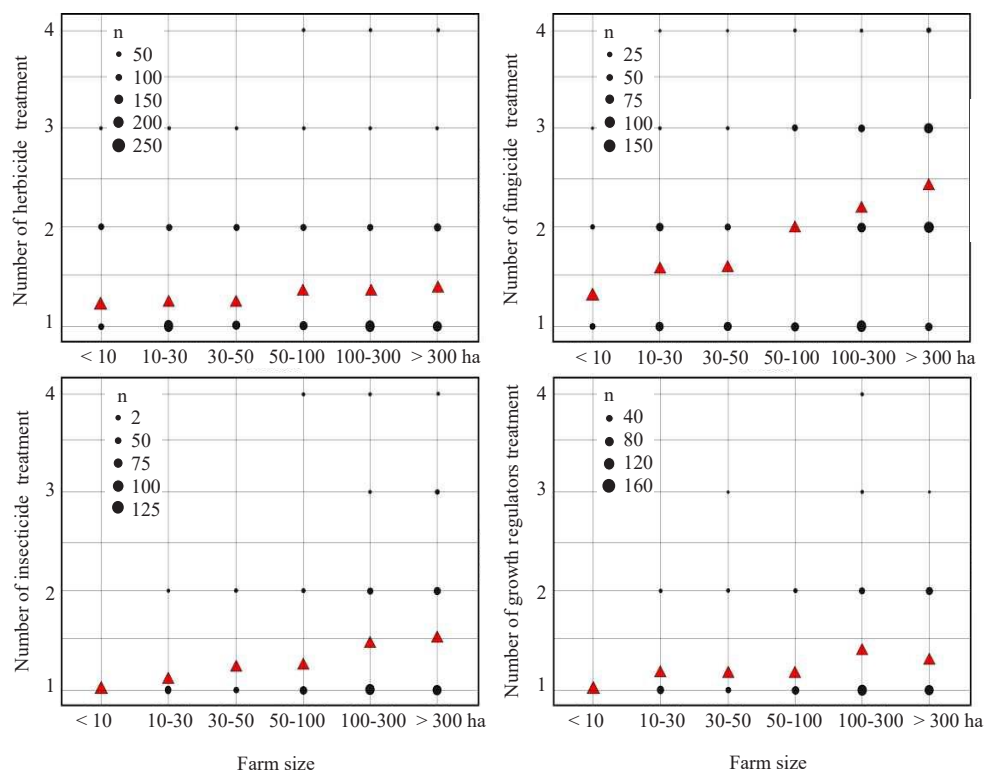 Number of herbicide treatment
4
3
2
1
n
50
100
150
200
250
< 10 10-30 30-50 50-100 100-300 > 300 ha
Number of fungicide treatment
4
3
2
1
n
25
50
75
100
150
< 10 10-30 30-50 50-100 100-300 > 300 ha
Number of insecticide treatment
4
3
2
1
n
2
50
75
100
125
< 10 10-30 30-50 50-100 100-300 > 300 ha
Farm size
Number of growth regulators treatment
4
3
2
1
n
40
80
120
160
< 10 10-30 30-50 50-100 100-300 > 300 ha
Farm size